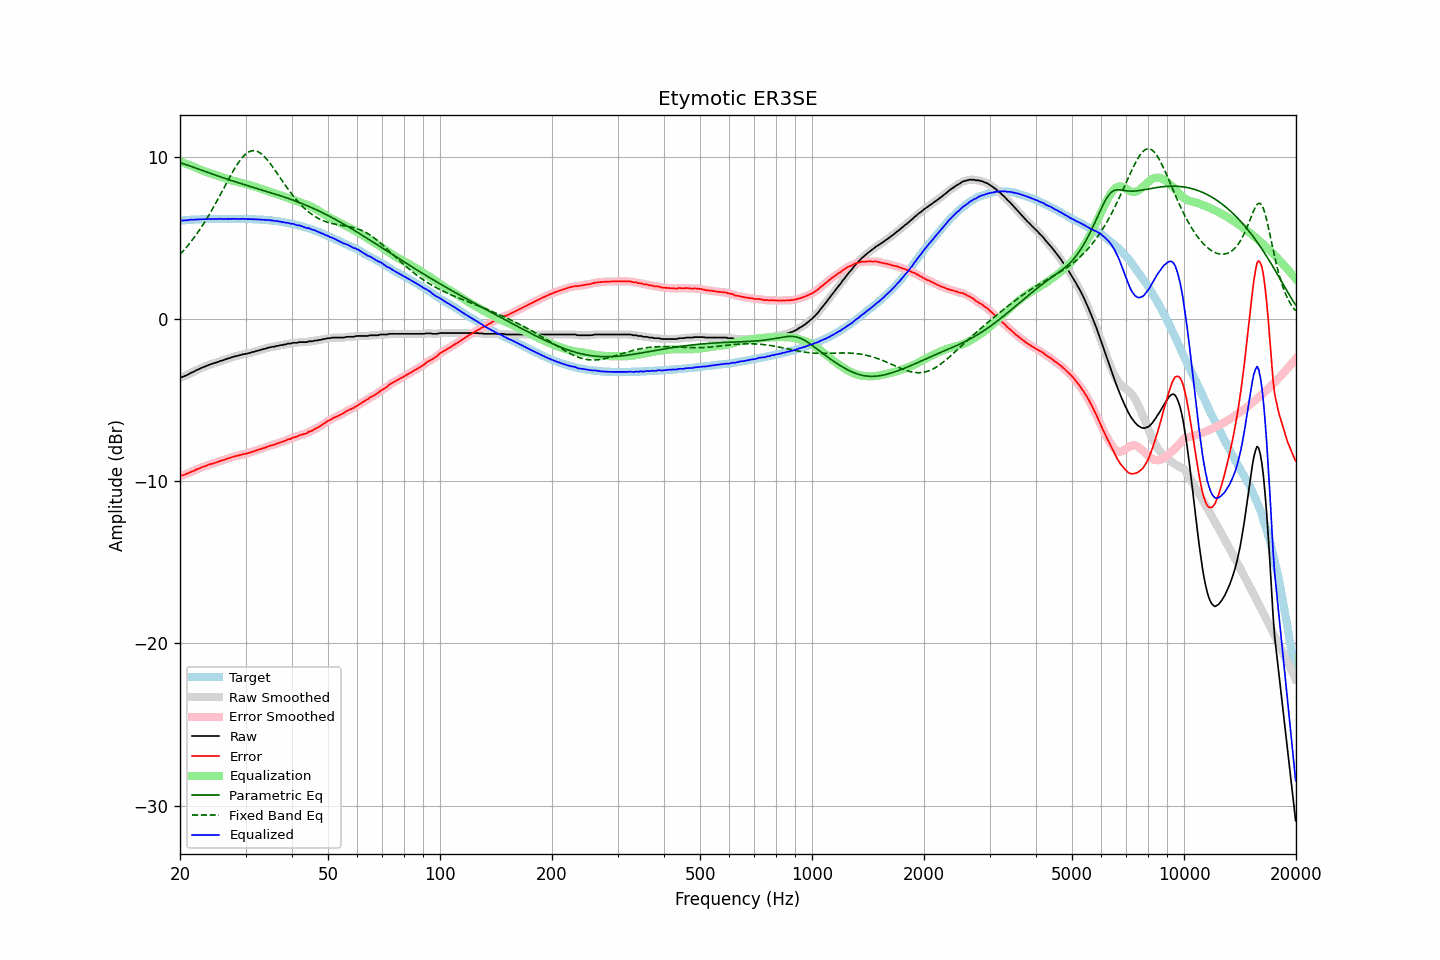 Etymotic ER3SE
Amplitude (dBr)
10
0
−10
−20
−30
Target
Raw Smoothed
Error Smoothed
Raw
Error
Equalization
Parametric Eq
Fixed Band Eq
Equalized
20 50 100 200 500 1000 2000 5000 10000 20000
Frequency (Hz)